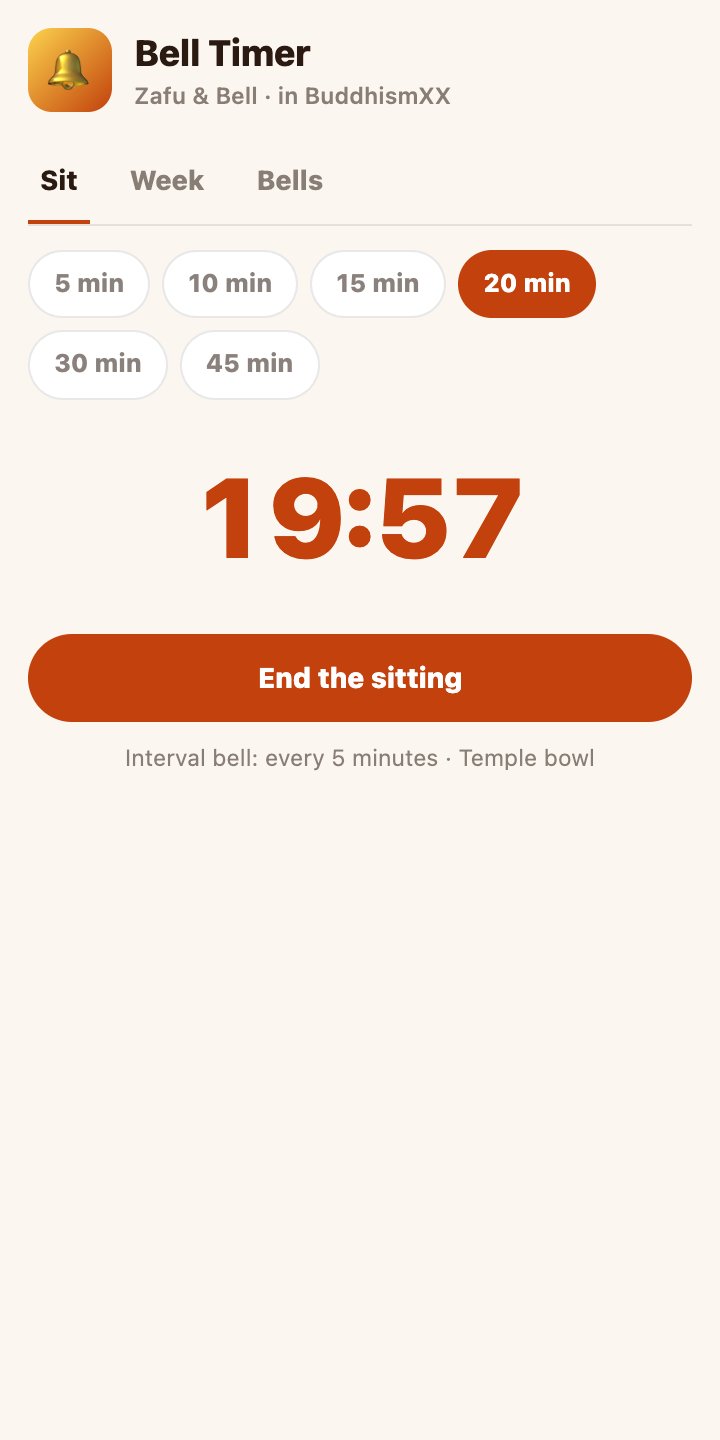 Bell Timer
Zafu & Bell · in BuddhismXX
Sit Week Bells
5 min 10 min 15 min 20 min
30 min 45 min
19:57
End the sitting
Interval bell: every 5 minutes · Temple bowl